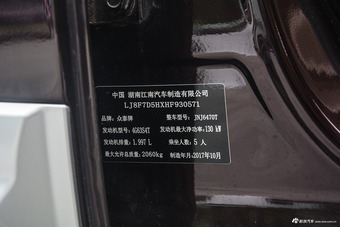 中国 湖南江南汽车制造有限公司
LJ8F7D5HXHF930571
品牌：众泰牌 整车型号：JNJ6470T
发动机型号：4G63S4T 发动机最大净功率：130 kW
发动机排量：1.997 L 乘坐人数：5 人
最大允许总质量：2060kg 制造年月：2017年10月